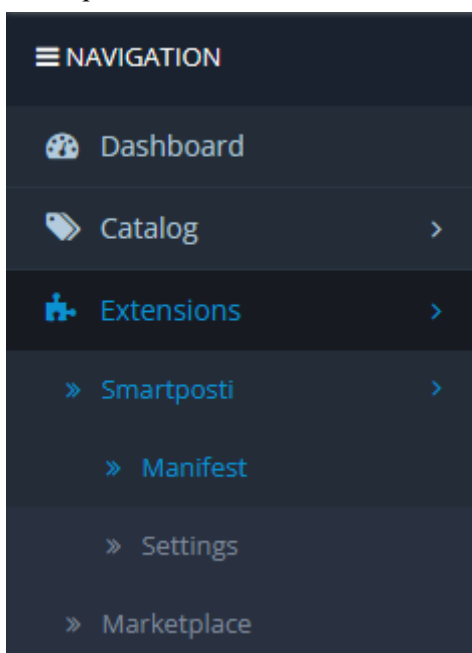 NAVIGATION
Dashboard
Catalog
Extensions
Smartposti
Manifest
Settings
Marketplace